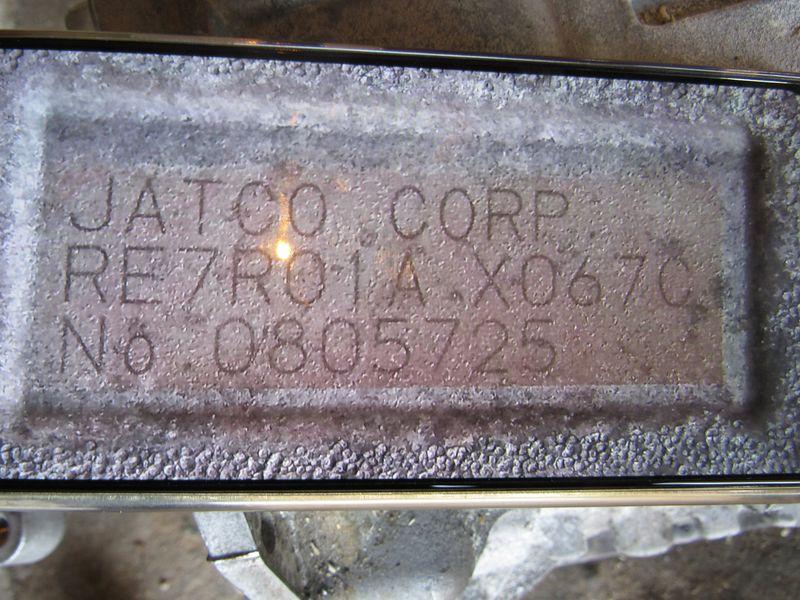 JATCO CORP.
RE7R01A X067C
No.0805725